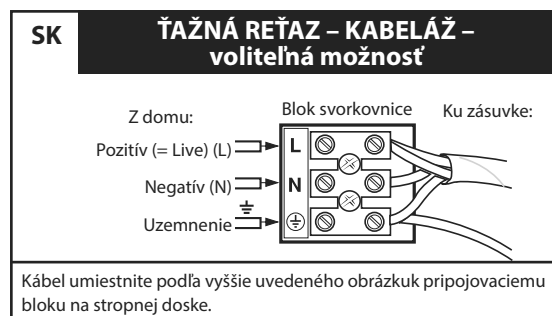 SK
ŤAŽNÁ REŤAZ – KABELÁŽ –
voliteľná možnosť
Z domu:
Blok svorkovnice
Ku zásuvke:
Pozitív (= Live) (L)
L
Negatív (N)
N
Uzemnenie
Kábel umiestnite podľa vyššie uvedeného obrázkuk pripojovaciemu
bloku na stropnej doske.